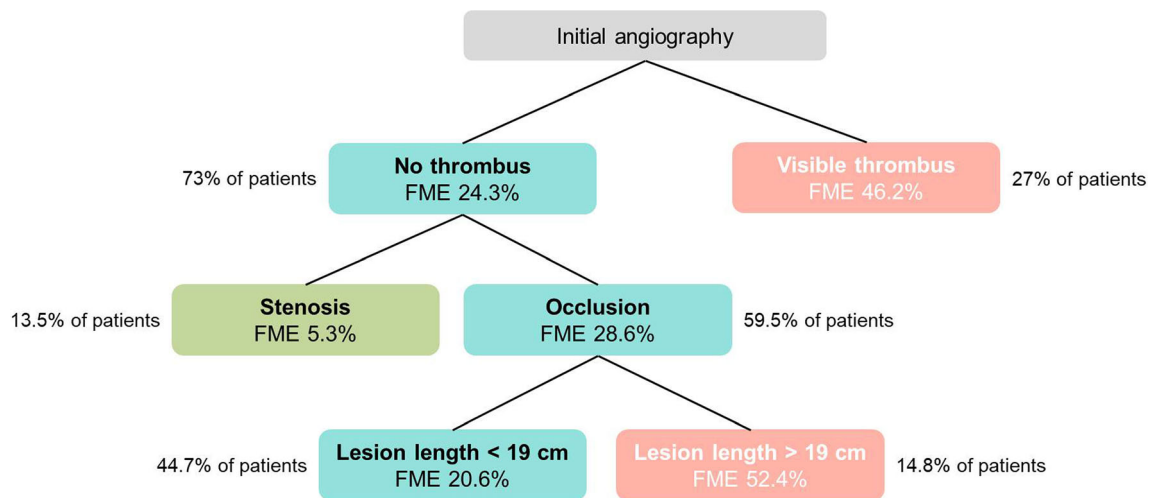 Initial angiography
73% of patients
No thrombus
FME 24.3%
Visible thrombus
FME 46.2%
27% of patients
13.5% of patients
Stenosis
FME 5.3%
Occlusion
FME 28.6%
59.5% of patients
44.7% of patients
Lesion length < 19 cm
FME 20.6%
Lesion length > 19 cm
FME 52.4%
14.8% of patients